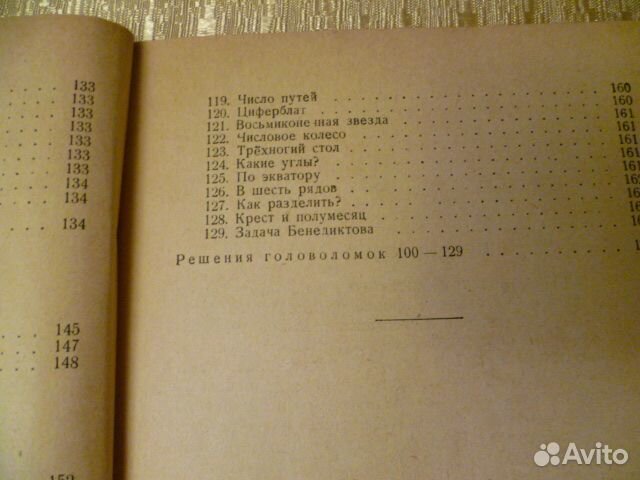 133
133
133
133
133
133
133
134
134
134
145
147
148
152
119. Число путей 160
120. Циферблат 160
121. Восьмиконечная звезда 161
122. Числовое колесо 161
123. Трёхногий стол 161
124. Какие углы? 161
125. По экватору
126. В шесть рядов
127. Как разделить?
128. Крест и полумесяц
129. Задача Бенедиктова
Решения головоломок 100—129
Avito